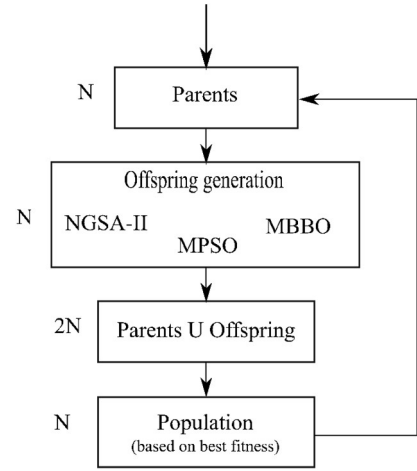 N
Parents
Offspring generation
N
NGSA-II
MBBO
MPSO
2N
Parents U Offspring
N
Population
(based on best fitness)